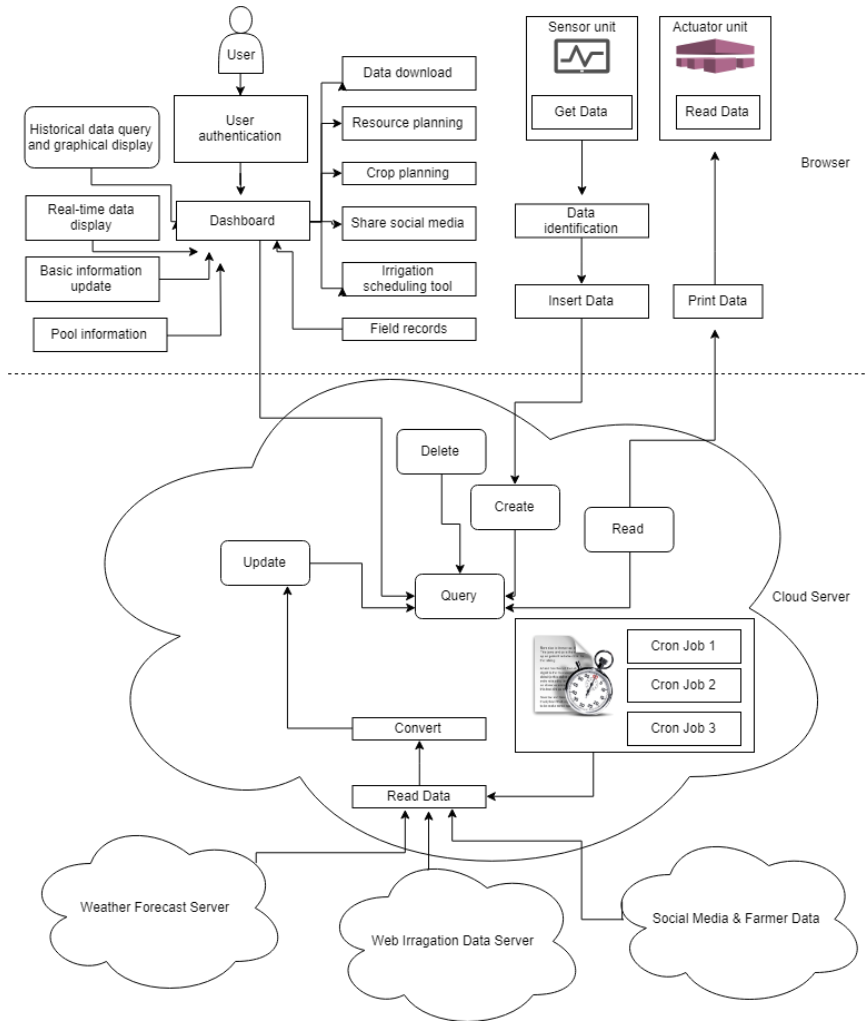 User
Sensor unit
Actuator unit
Data download
User
authentication
Get Data
Read Data
Historical data query
and graphical display
Resource planning
Browser
Crop planning
Real-time data
display
Dashboard
Share social media
Data
identification
Basic information
update
Irrigation
scheduling tool
Insert Data
Print Data
Pool information
Field records
Delete
Create
Read
Update
Query
Cloud Server
Cron Job 1
Cron Job 2
Cron Job 3
Convert
Read Data
Weather Forecast Server
Web Irragation Data Server
Social Media & Farmer Data